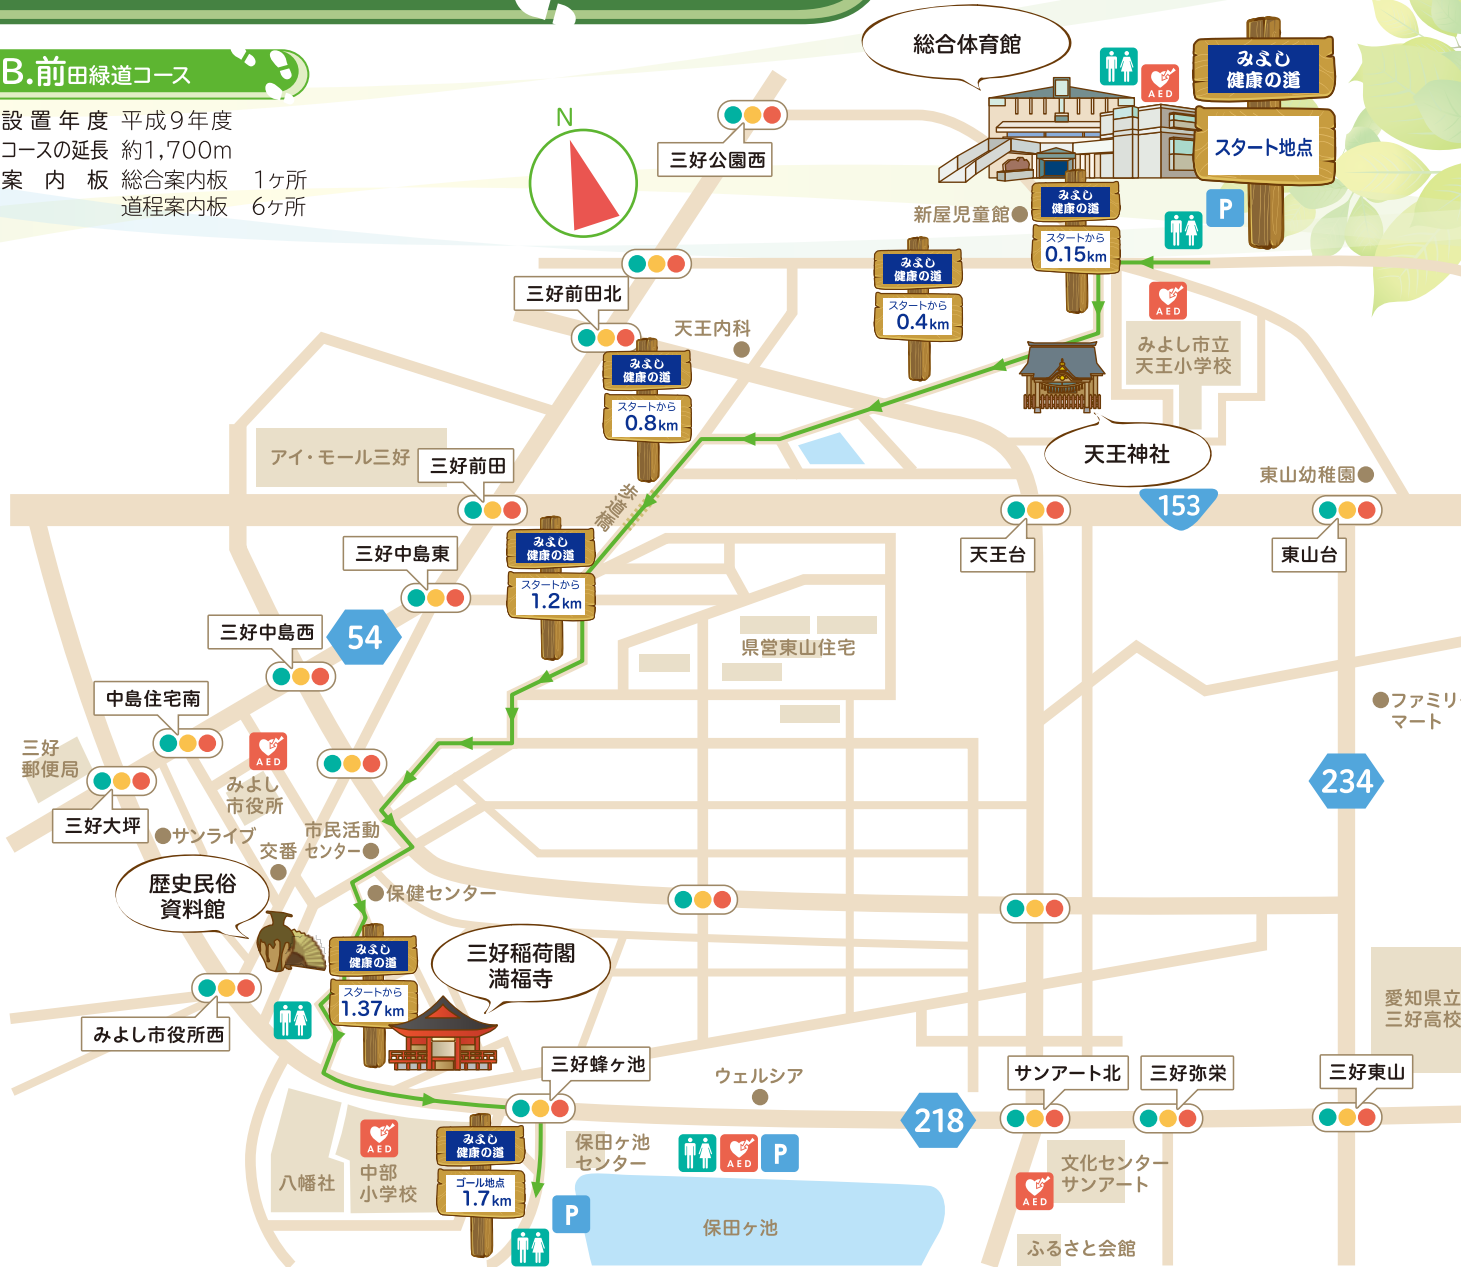 B.前田緑道コース
設置年度 平成9年度
コースの延長 約1,700m
案内板 総合案内板 1ヶ所
道程案内板 6ヶ所
N
総合体育館
AED
みよし
健康の道
スタート地点
P
三好公園西
新屋児童館
みよし
健康の道
スタートから
0.15km
みよし
健康の道
スタートから
0.4km
AED
みよし市立
天王小学校
三好前田北
天王内科
みよし
健康の道
スタートから
0.8km
天王神社
アイ・モール三好
三好前田
歩道橋
東山幼稚園
153
天王台
東山台
三好中島東
みよし
健康の道
スタートから
1.2km
54
三好中島西
県営東山住宅
中島住宅南
ファミリ
マート
三好
郵便局
AED
みよし
市役所
234
三好大坪
サンライブ
市民活動
センター
交番
歴史民俗
資料館
保健センター
みよし
健康の道
スタートから
1.37km
三好稲荷閣
満福寺
みよし市役所西
愛知県立
三好高校
三好蜂ヶ池
ウェルシア
サンアート北
三好弥栄
三好東山
218
AED
八幡社
中部
小学校
みよし
健康の道
ゴール地点
1.7km
保田ヶ池
センター
AED
P
文化センター
サンアート
AED
P
保田ヶ池
ふるさと会館